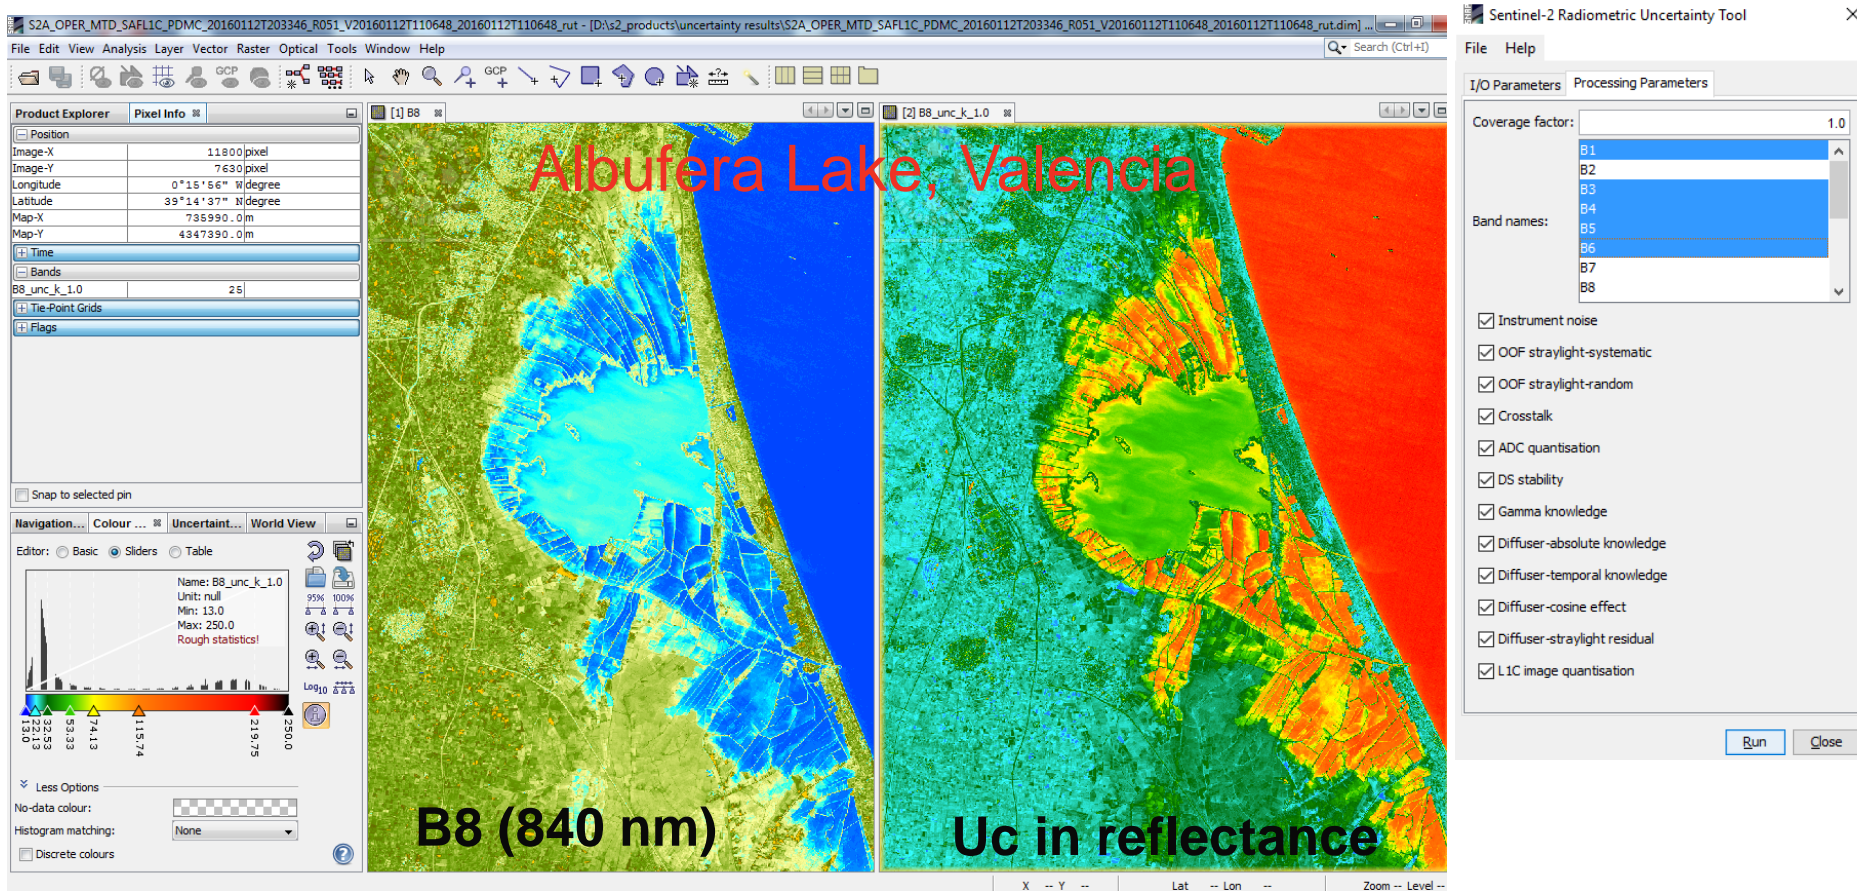 S2A_OPER_MTD_SAFL1C_PDMC_20160112T203346_R051_V20160112T110648_20160112T110648_rut - [D:\s2_products\uncertainty results\S2A_OPER_MTD_SAFL1C_PDMC_20160112T203346_R051_V20160112T110648_20160112T110648_rut.dim] ...
File Edit View Analysis Layer Vector Raster Optical Tools Window Help
Search (Ctrl+I)
GCP GCP
Product Explorer Pixel Info
Position
Image-X 11800 pixel
Image-Y 7630 pixel
Longitude 0°15'56" W degree
Latitude 39°14'37" N degree
Map-X 735990.0 m
Map-Y 4347390.0 m
Time
Bands
B8_unc_k_1.0 25
Tie-Point Grids
Flags
Snap to selected pin
Navigation... Colour ... Uncertaint... World View
Editor: Basic Sliders Table
Name: B8_unc_k_1.0
Unit: null
Min: 13.0
Max: 250.0
Rough statistics!
95% 100%
Log10
13.0 22.13 32.53 53.33 74.13 115.74 219.75 250.0
Less Options
No-data colour:
Histogram matching: None
Discrete colours
[1] B8
[2] B8_unc_k_1.0
Albufera Lake, Valencia
B8 (840 nm)
Uc in reflectance
X -- Y -- Lat -- Lon -- Zoom -- Level --
Sentinel-2 Radiometric Uncertainty Tool
File Help
I/O Parameters Processing Parameters
Coverage factor: 1.0
Band names:
B1
B2
B3
B4
B5
B6
B7
B8
Instrument noise
OOF straylight-systematic
OOF straylight-random
Crosstalk
ADC quantisation
DS stability
Gamma knowledge
Diffuser-absolute knowledge
Diffuser-temporal knowledge
Diffuser-cosine effect
Diffuser-straylight residual
L1C image quantisation
Run Close